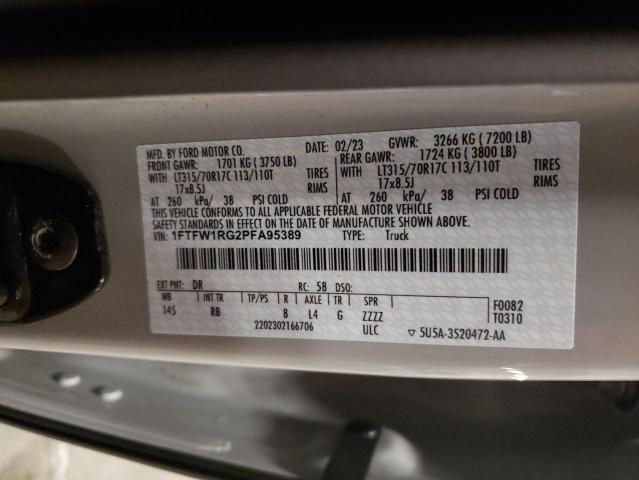 MFD. BY FORD MOTOR CO. DATE: 02/23 GVWR: 3266 KG ( 7200 LB)
FRONT GAWR: 1701 KG ( 3750 LB) REAR GAWR: 1724 KG ( 3800 LB)
WITH LT315/70R17C 113/110T TIRES WITH LT315/70R17C 113/110T TIRES
17x8.5J RIMS 17x8.5J RIMS
AT 260 kPa/ 38 PSI COLD AT 260 kPa/ 38 PSI COLD
THIS VEHICLE CONFORMS TO ALL APPLICABLE FEDERAL MOTOR VEHICLE
SAFETY STANDARDS IN EFFECT ON THE DATE OF MANUFACTURE SHOWN ABOVE.
VIN: 1FTFW1RG2PFA95389 TYPE: Truck
EXT PNT: DR RC: 58 DSO:
WB INT TR TP/PS R AXLE TR SPR F0082
145 RB 8 L4 G ZZZZ T0310
2202302166706 ULC ▽ 5U5A-3520472-AA